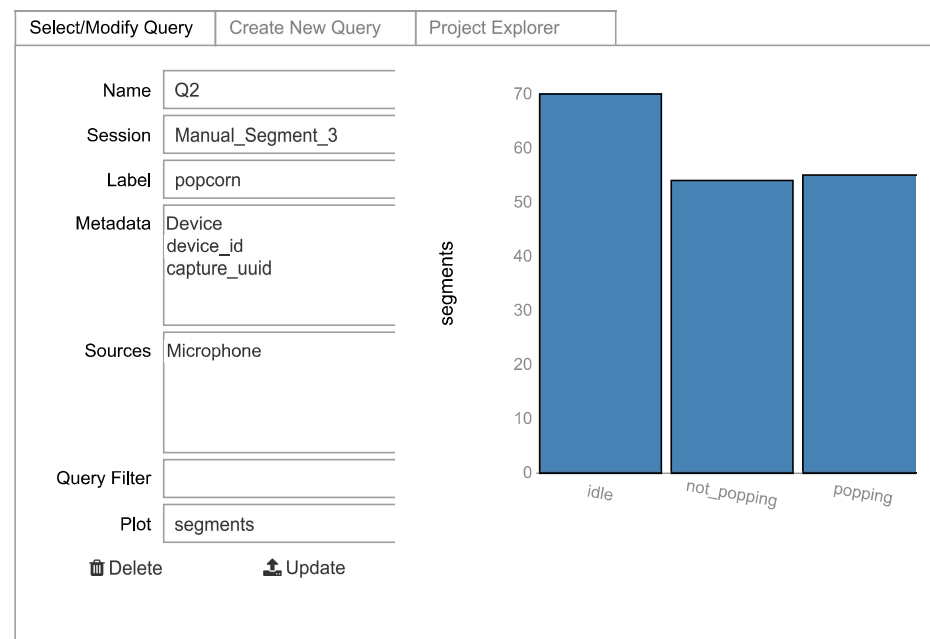 Select/Modify Query
Create New Query
Project Explorer
Name
Q2
Session
Manual_Segment_3
Label
popcorn
Metadata
Device
device_id
capture_uuid
Sources
Microphone
Query Filter
Plot
segments
Delete
Update
segments
70
60
50
40
30
20
10
0
idle
not_popping
popping